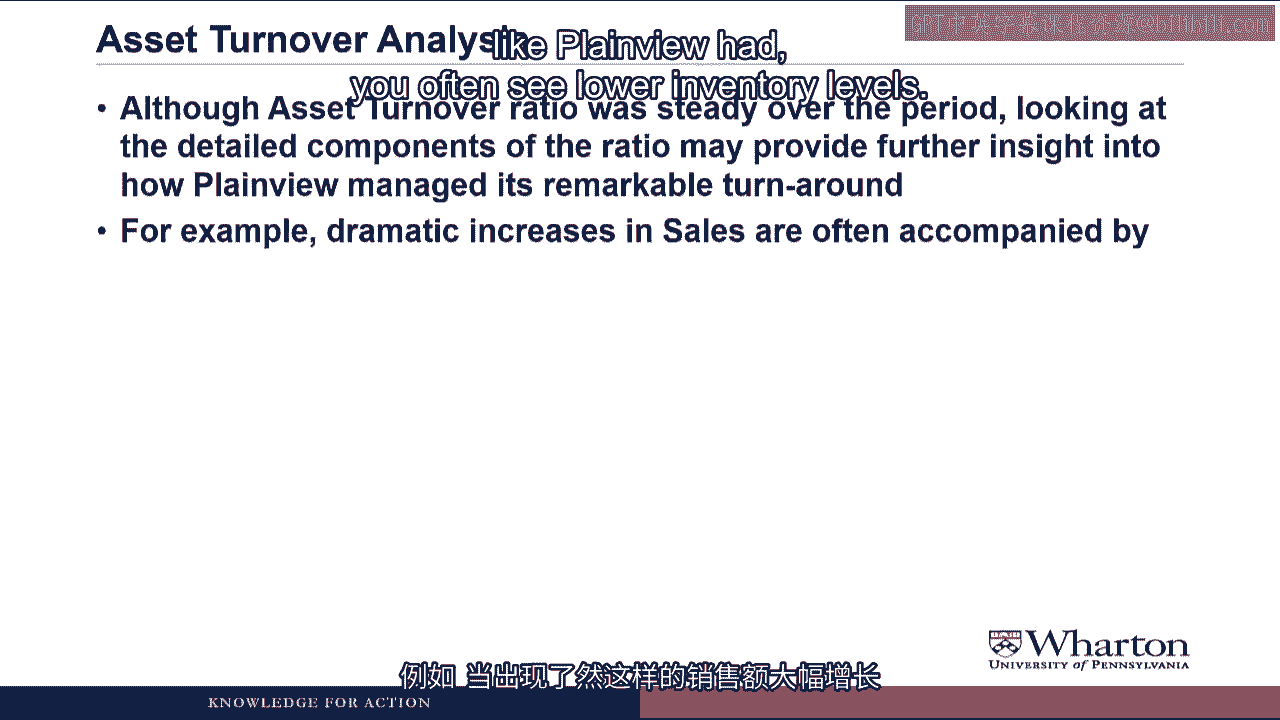 Asset Turnover Analysis
like Plainview had,
you often see lower inventory levels.
• Although Asset Turnover ratio was steady over the period, looking at
the detailed components of the ratio may provide further insight into
how Plainview managed its remarkable turn-around
• For example, dramatic increases in Sales are often accompanied by
Wharton
UNIVERSITY of PENNSYLVANIA
例如 当出现了然这样的销售额大幅增长
KNOWLEDGE FOR ACTION